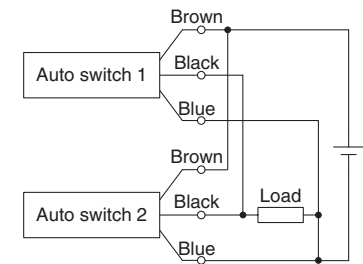 Brown
Auto switch 1
Black
Blue
Brown
Auto switch 2
Black
Load
Blue